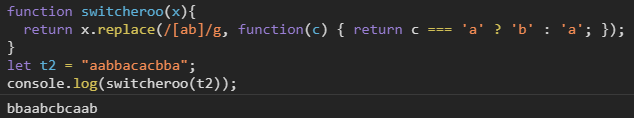 function switcheroo(x){
  return x.replace(/[ab]/g, function(c) { return c === 'a' ? 'b' : 'a'; });
}
let t2 = "aabbacacbba";
console.log(switcheroo(t2));
bbaabcbcaab